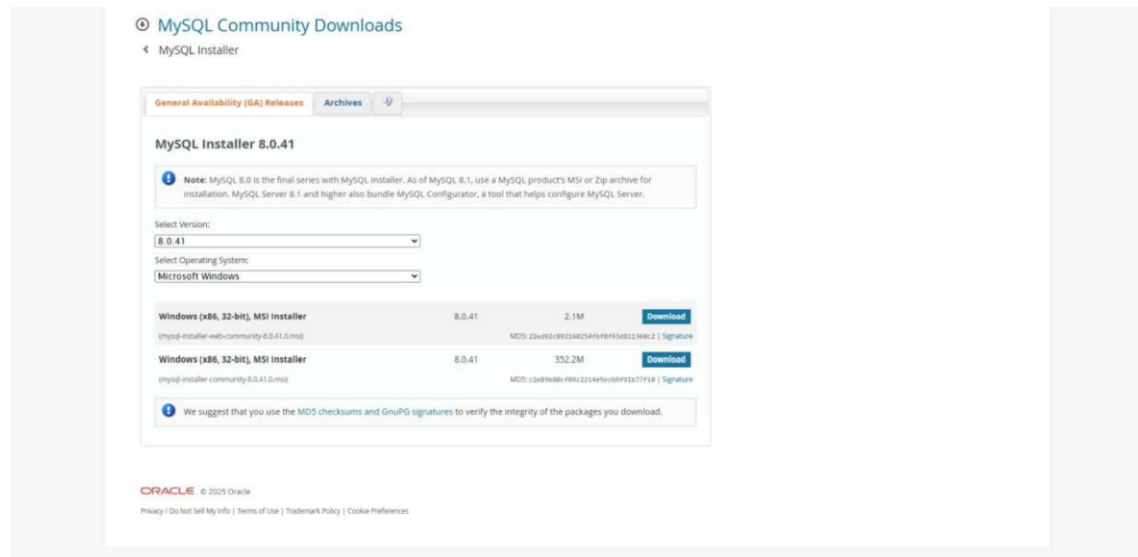 MySQL Community Downloads
MySQL Installer
General Availability (GA) Releases Archives
MySQL Installer 8.0.41
Note: MySQL 8.0 is the final series with MySQL Installer. As of MySQL 8.1, use a MySQL product's MSI or Zip archive for
installation. MySQL Server 8.1 and higher also bundle MySQL Configurator, a tool that helps configure MySQL Server.
Select Version:
8.0.41
Select Operating System:
Microsoft Windows
Windows (x86, 32-bit), MSI Installer 8.0.41 2.1M Download
(mysql-installer-web-community-8.0.41.0.msi) MD5: | Signature
Windows (x86, 32-bit), MSI Installer 8.0.41 352.2M Download
(mysql-installer-community-8.0.41.0.msi) MD5: | Signature
We suggest that you use the MD5 checksums and GnuPG signatures to verify the integrity of the packages you download.
ORACLE © 2025 Oracle
Privacy / Do Not Sell My Info | Terms of Use | Trademark Policy | Cookie Preferences